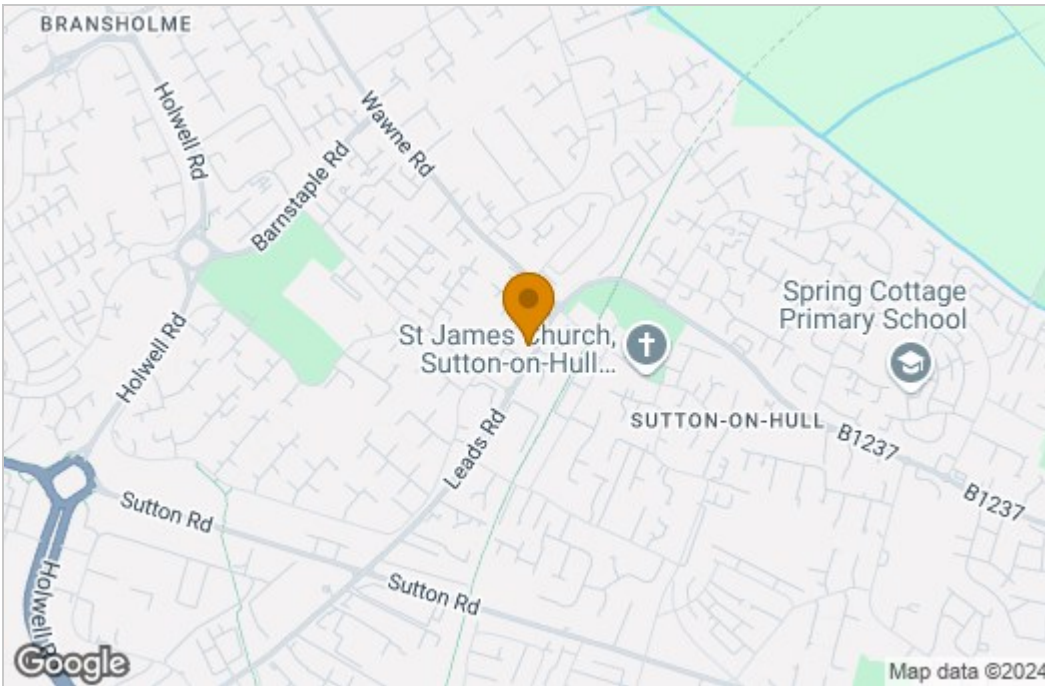 BRANSHOLME
Holwell Rd
Wawne Rd
Barnstaple Rd
Holwell Rd
St James Church,
Sutton-on-Hull...
Spring Cottage
Primary School
SUTTON-ON-HULL
B1237
B1237
Leads Rd
Sutton Rd
Sutton Rd
Holwell R
Google
Map data ©2024